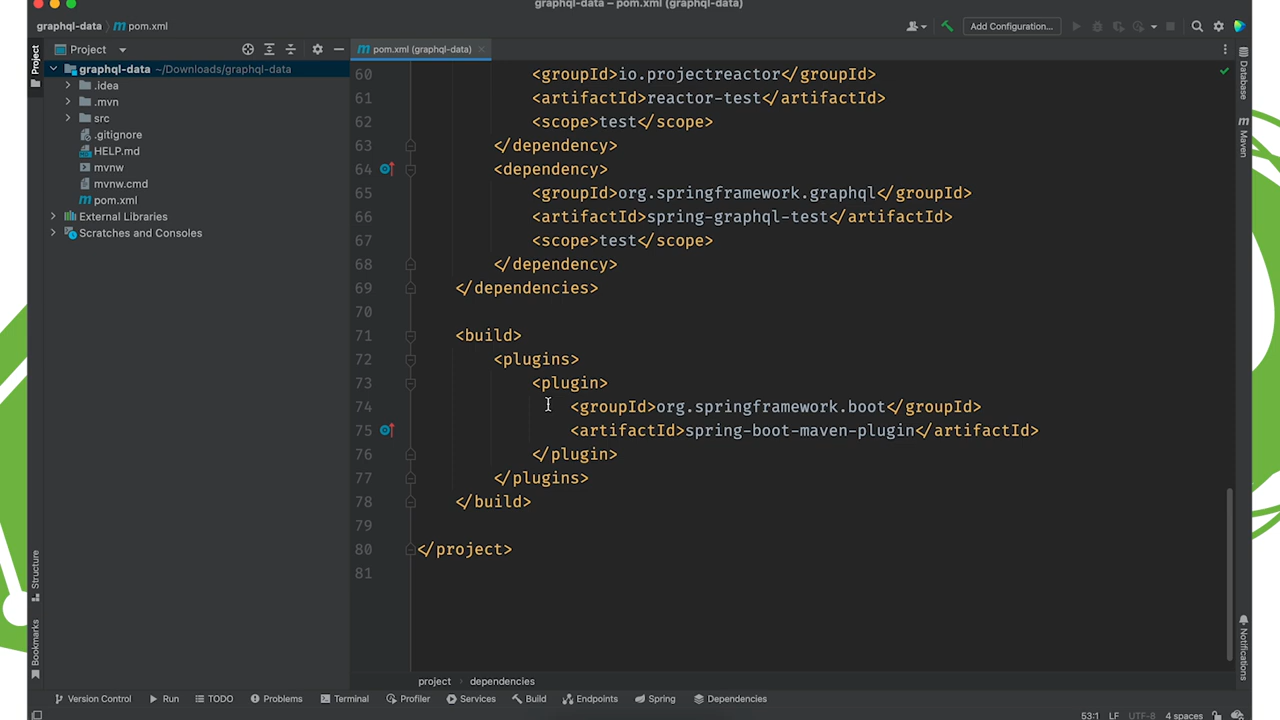 graphql-data – pom.xml (graphql-data)
graphql-data pom.xml
Add Configuration...
Project
pom.xml (graphql-data)
graphql-data ~/Downloads/graphql-data
.idea
.mvn
src
.gitignore
HELP.md
mvnw
mvnw.cmd
pom.xml
External Libraries
Scratches and Consoles
60 <groupId>io.projectreactor</groupId>
61 <artifactId>reactor-test</artifactId>
62 <scope>test</scope>
63 </dependency>
64 <dependency>
65 <groupId>org.springframework.graphql</groupId>
66 <artifactId>spring-graphql-test</artifactId>
67 <scope>test</scope>
68 </dependency>
69 </dependencies>
70
71 <build>
72 <plugins>
73 <plugin>
74 <groupId>org.springframework.boot</groupId>
75 <artifactId>spring-boot-maven-plugin</artifactId>
76 </plugin>
77 </plugins>
78 </build>
79
80 </project>
81
project dependencies
Project
Structure
Bookmarks
Database
m Maven
Notifications
Version Control Run TODO Problems Terminal Profiler Services Build Endpoints Spring Dependencies
53:1 LF UTF-8 4 spaces